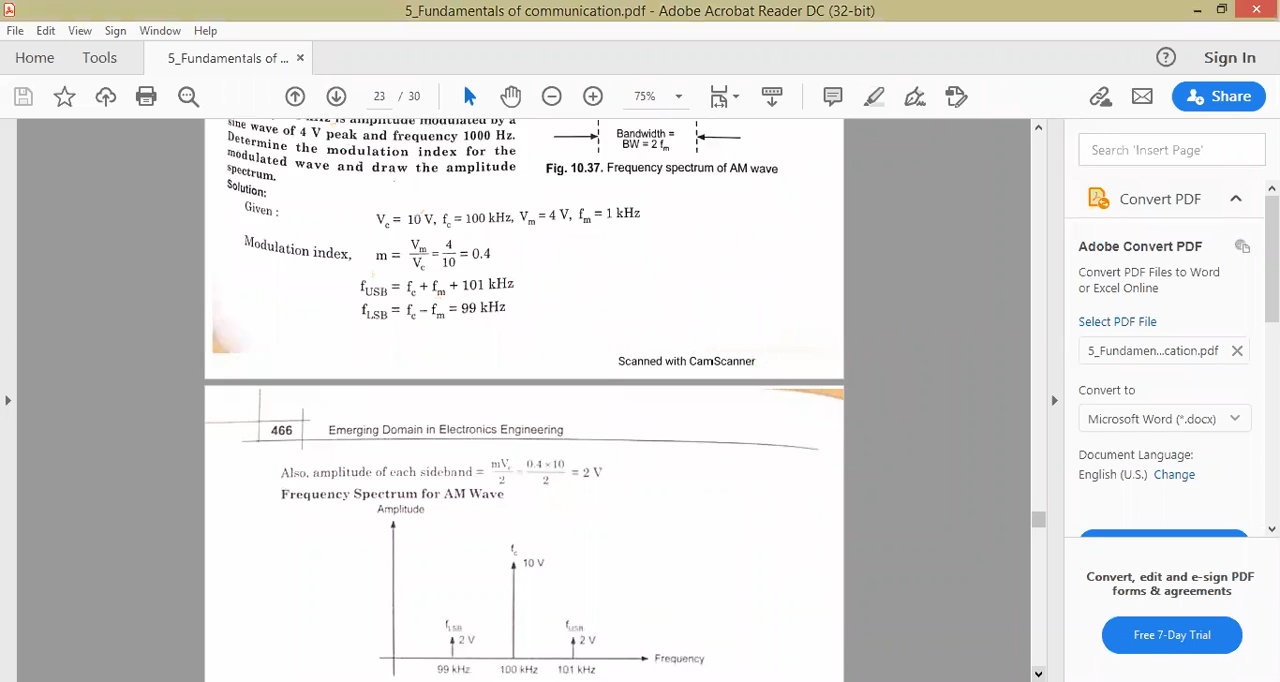 5_Fundamentals of communication.pdf - Adobe Acrobat Reader DC (32-bit)
File Edit View Sign Window Help
Home Tools 5_Fundamentals of ... × Sign In
23 / 30 75% Share
is amplitude modulated by a
sine wave of 4 V peak and frequency 1000 Hz.
Determine the modulation index for the
modulated wave and draw the amplitude
spectrum.
Bandwidth =
BW = 2 fm
Fig. 10.37. Frequency spectrum of AM wave
Solution:
Given : Vc = 10 V, fc = 100 kHz, Vm = 4 V, fm = 1 kHz
Modulation index, m = Vm/Vc = 4/10 = 0.4
fUSB = fc + fm + 101 kHz
fLSB = fc − fm = 99 kHz
Scanned with CamScanner
466 Emerging Domain in Electronics Engineering
Also, amplitude of each sideband = mVc/2 = 0.4 × 10/2 = 2 V
Frequency Spectrum for AM Wave
Amplitude
fc
10 V
fLSB fUSB
2 V 2 V
Frequency
99 kHz 100 kHz 101 kHz
Search 'Insert Page'
Convert PDF
Adobe Convert PDF
Convert PDF Files to Word
or Excel Online
Select PDF File
5_Fundamen...cation.pdf ×
Convert to
Microsoft Word (*.docx)
Document Language:
English (U.S.) Change
Convert, edit and e-sign PDF
forms & agreements
Free 7-Day Trial